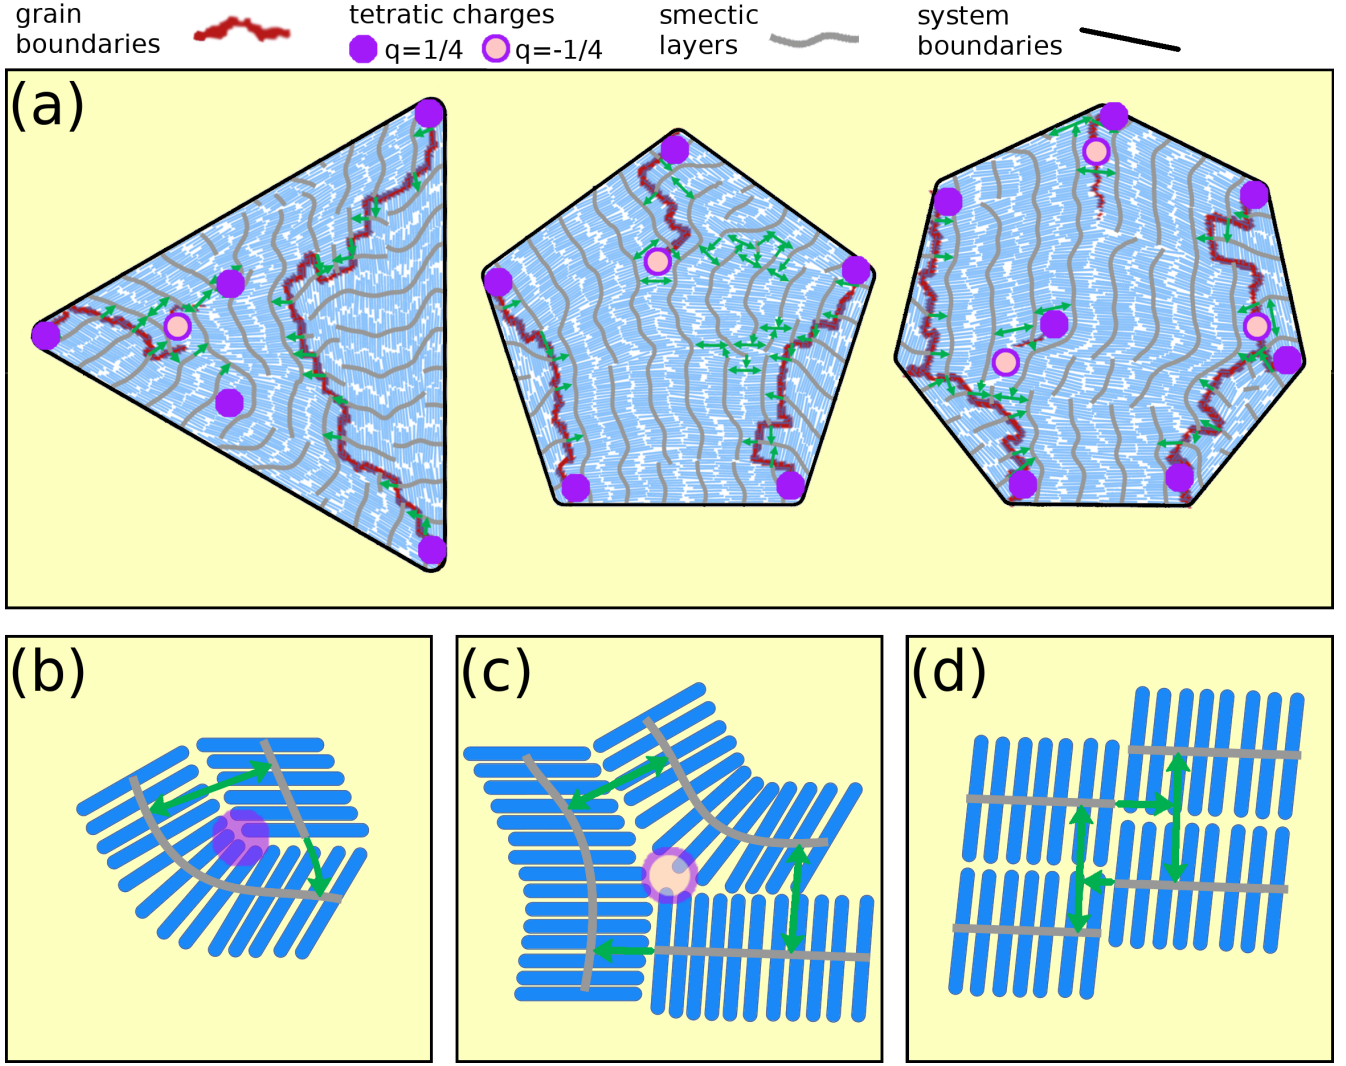 grain
boundaries
tetratic charges
q=1/4 q=-1/4
smectic
layers
system
boundaries
(a)
(b)
(c)
(d)